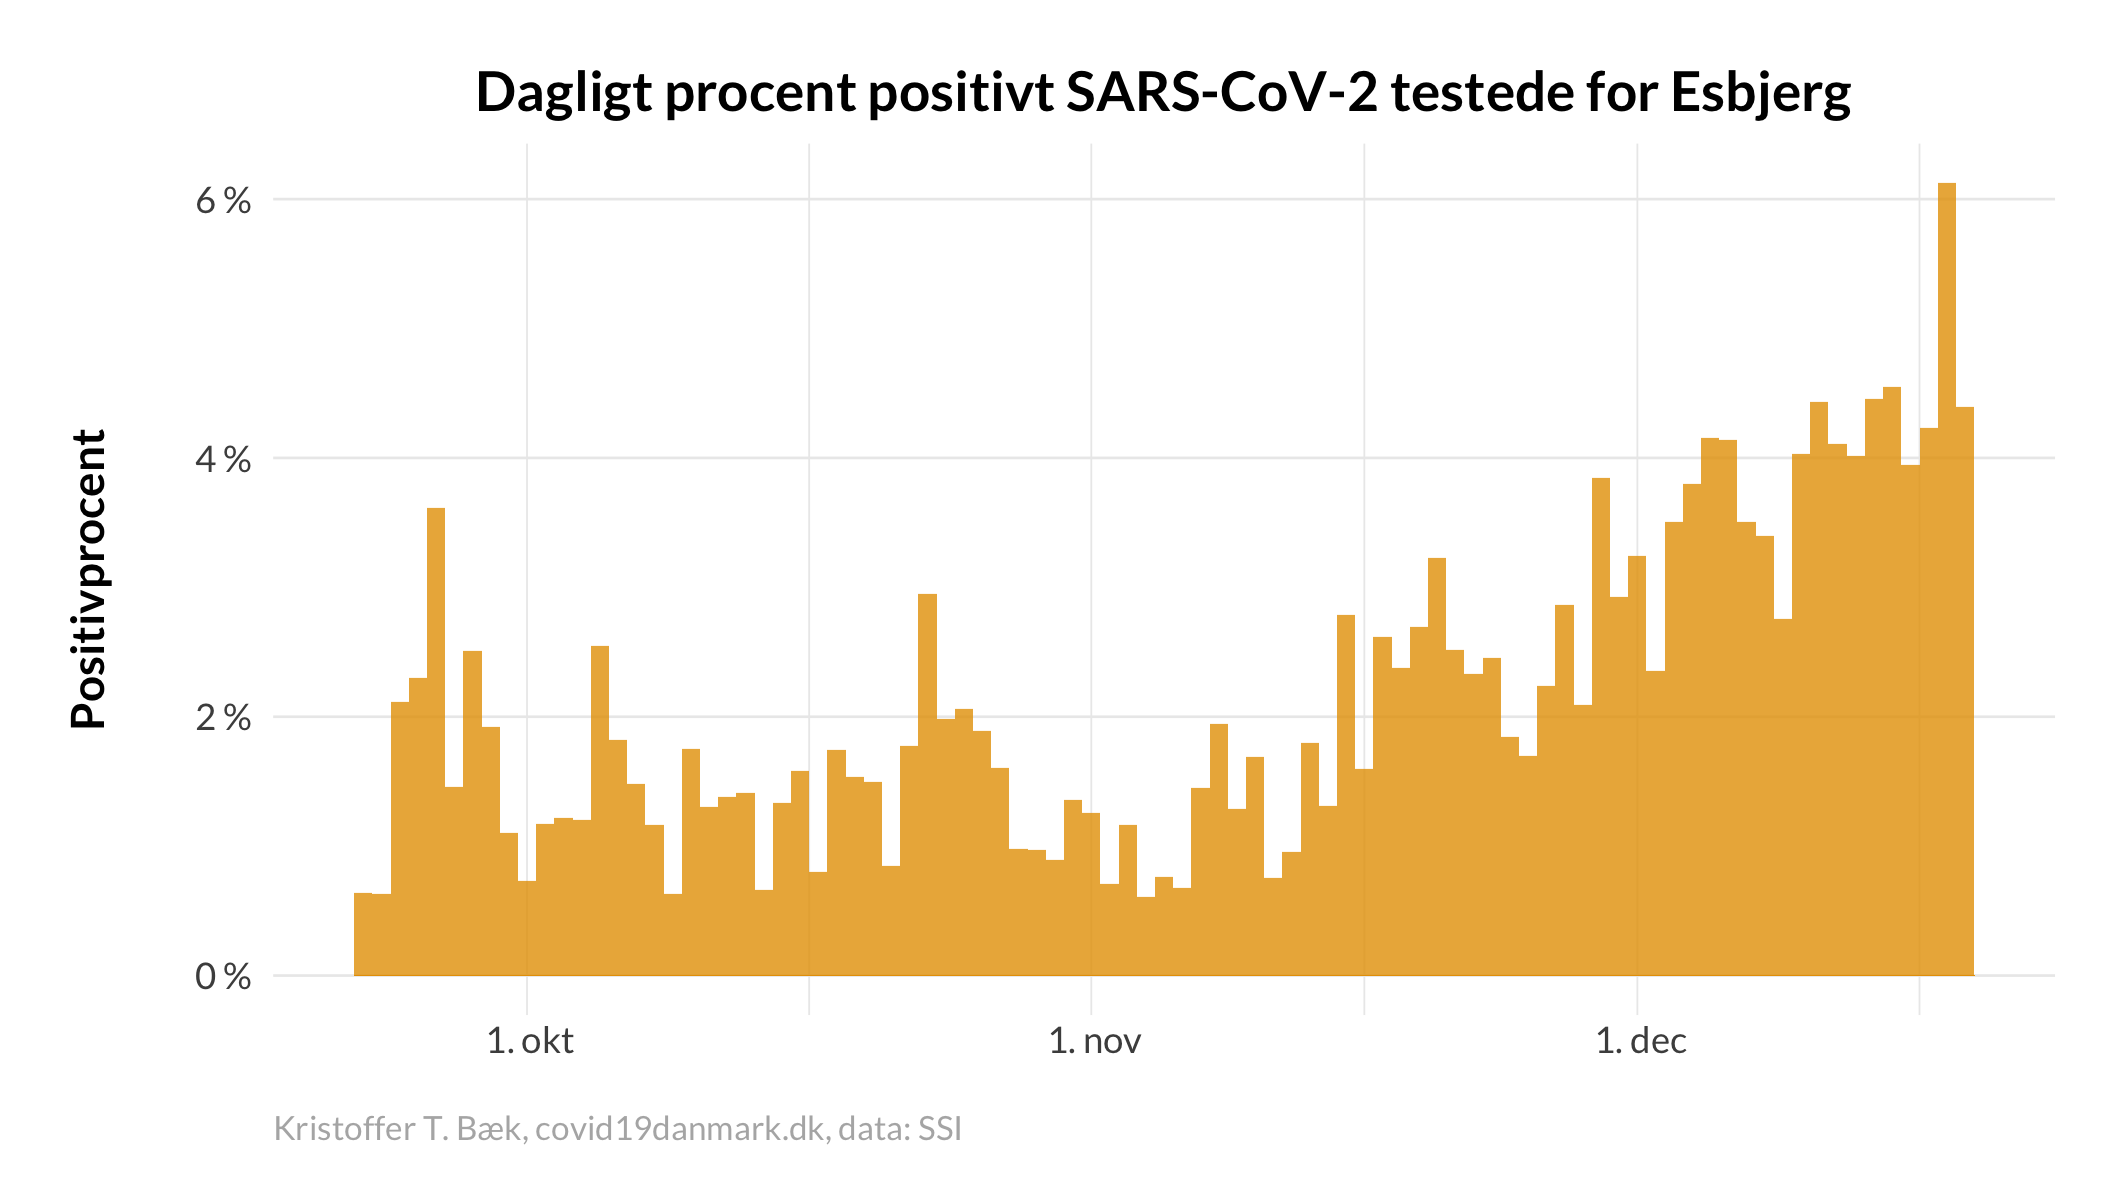 Dagligt procent positivt SARS-CoV-2 testede for Esbjerg
Positivprocent
6 %
4 %
2 %
0 %
1. okt
1. nov
1. dec
Kristoffer T. Bæk, covid19danmark.dk, data: SSI